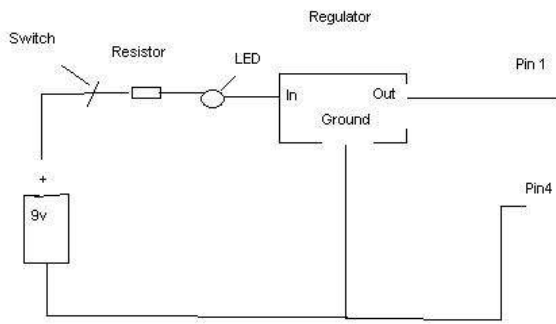 Regulator
Switch
Resistor
LED
Pin 1
In
Out
Ground
+
9v
Pin4